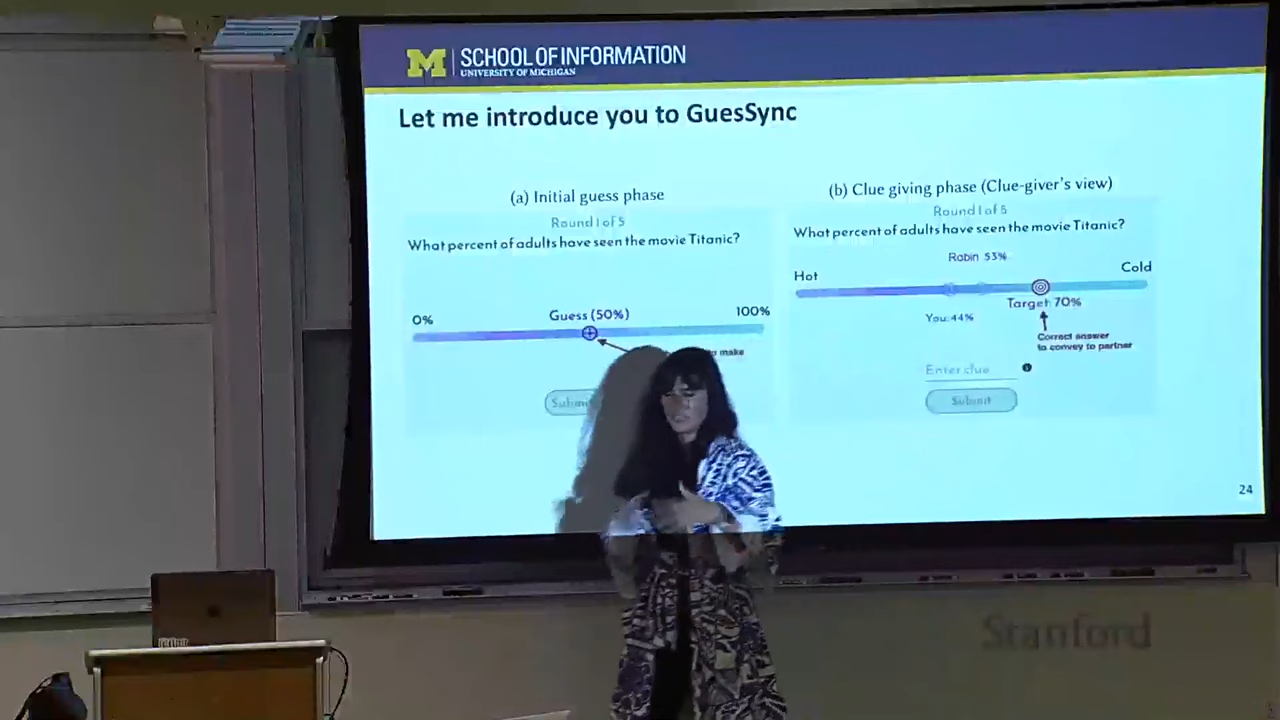 SCHOOL OF INFORMATION
UNIVERSITY OF MICHIGAN
Let me introduce you to GuesSync
(a) Initial guess phase
Round 1 of 5
What percent of adults have seen the movie Titanic?
0%
Guess (50%)
100%
make
(b) Clue giving phase (Clue-giver's view)
Round 1 of 5
What percent of adults have seen the movie Titanic?
Robin 53%
Hot
Cold
Target: 70%
You: 44%
Correct answer
to convey to partner
Enter clue
Submit
24
Stanford